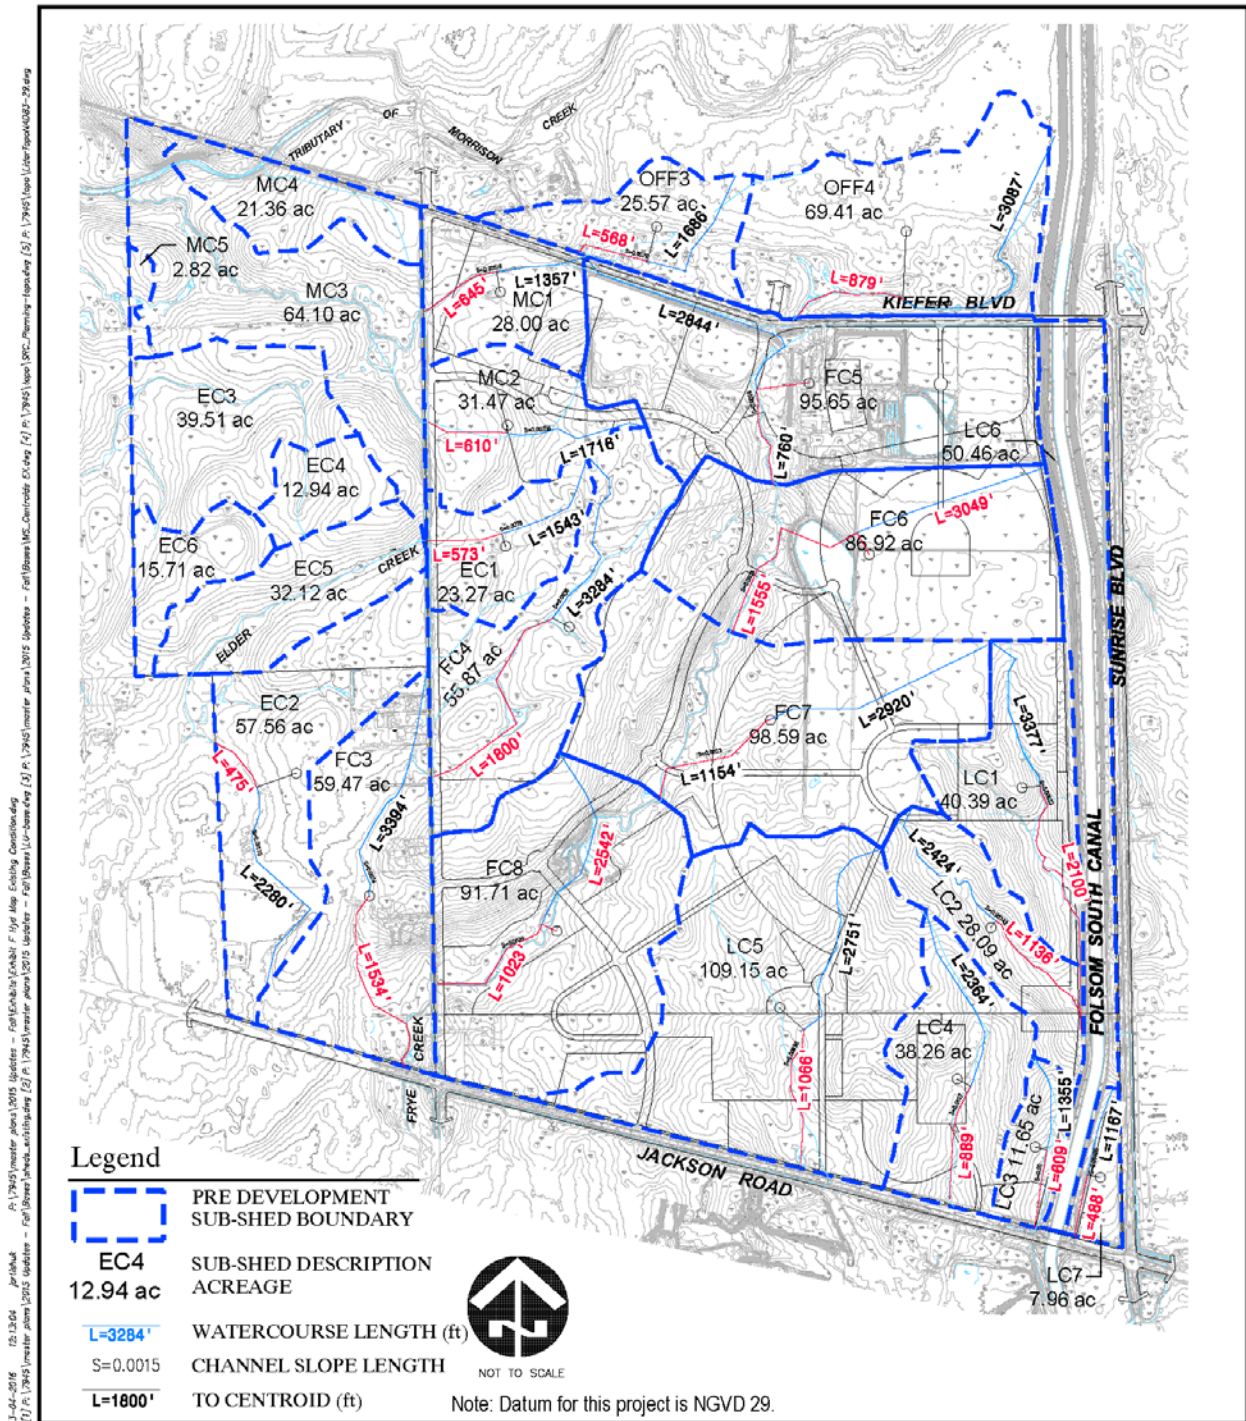 TRIBUTARY OF
MORRISON CREEK
MC4
21.36 ac
OFF3
25.57 ac
OFF4
69.41 ac
L=3087'
L=1686'
L=568'
MC5
2.82 ac
L=879'
KIEFER BLVD
MC3
64.10 ac
L=645'
L=1357'
MC1
28.00 ac
L=2844'
MC2
31.47 ac
FC5
95.65 ac
EC3
39.51 ac
LC6
50.46 ac
L=610'
L=1716'
L=760'
EC4
12.94 ac
FC6
86.92 ac
L=3049'
EC6
15.71 ac
EC5
32.12 ac
ELDER CREEK
L=573'
L=1543'
EC1
23.27 ac
L=3284'
L=1555'
SUNRISE BLVD
FC4
55.87 ac
EC2
57.56 ac
L=2920'
FC7
98.59 ac
L=3377'
L=475'
FC3
59.47 ac
L=1800'
L=1154'
LC1
40.39 ac
L=3394'
L=2542'
L=2424'
L=2100'
FC8
91.71 ac
L=2280'
LC2 28.09 ac
L=1136'
FOLSOM SOUTH CANAL
LC5
109.15 ac
L=2751'
L=2364'
L=1534'
L=1023'
LC4
38.26 ac
FRYE CREEK
L=1066'
L=889'
LC3 11.65 ac
L=1355'
L=609'
L=1167'
L=488'
JACKSON ROAD
LC7
7.96 ac
Legend
PRE DEVELOPMENT
SUB-SHED BOUNDARY
EC4
12.94 ac
SUB-SHED DESCRIPTION
ACREAGE
L=3284'
WATERCOURSE LENGTH (ft)
S=0.0015
CHANNEL SLOPE LENGTH
L=1800'
TO CENTROID (ft)
NOT TO SCALE
Note: Datum for this project is NGVD 29.